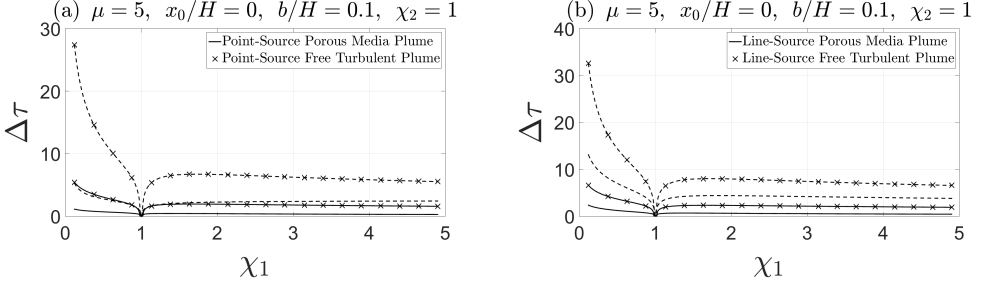 (a) μ = 5, x₀/H = 0, b/H = 0.1, χ₂ = 1
30
20
10
0
Δτ
Point-Source Porous Media Plume
Point-Source Free Turbulent Plume
0 1 2 3 4 5
χ₁
(b) μ = 5, x₀/H = 0, b/H = 0.1, χ₂ = 1
40
30
20
10
0
Δτ
Line-Source Porous Media Plume
Line-Source Free Turbulent Plume
0 1 2 3 4 5
χ₁